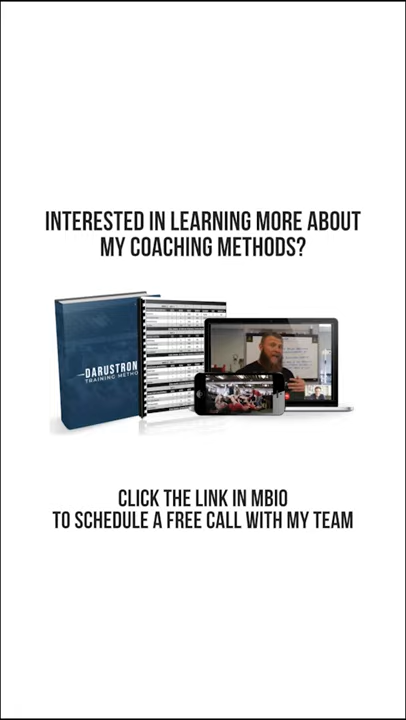 INTERESTED IN LEARNING MORE ABOUT
MY COACHING METHODS?
DARUSTRON
TRAINING METHO
CLICK THE LINK IN MBIO
TO SCHEDULE A FREE CALL WITH MY TEAM